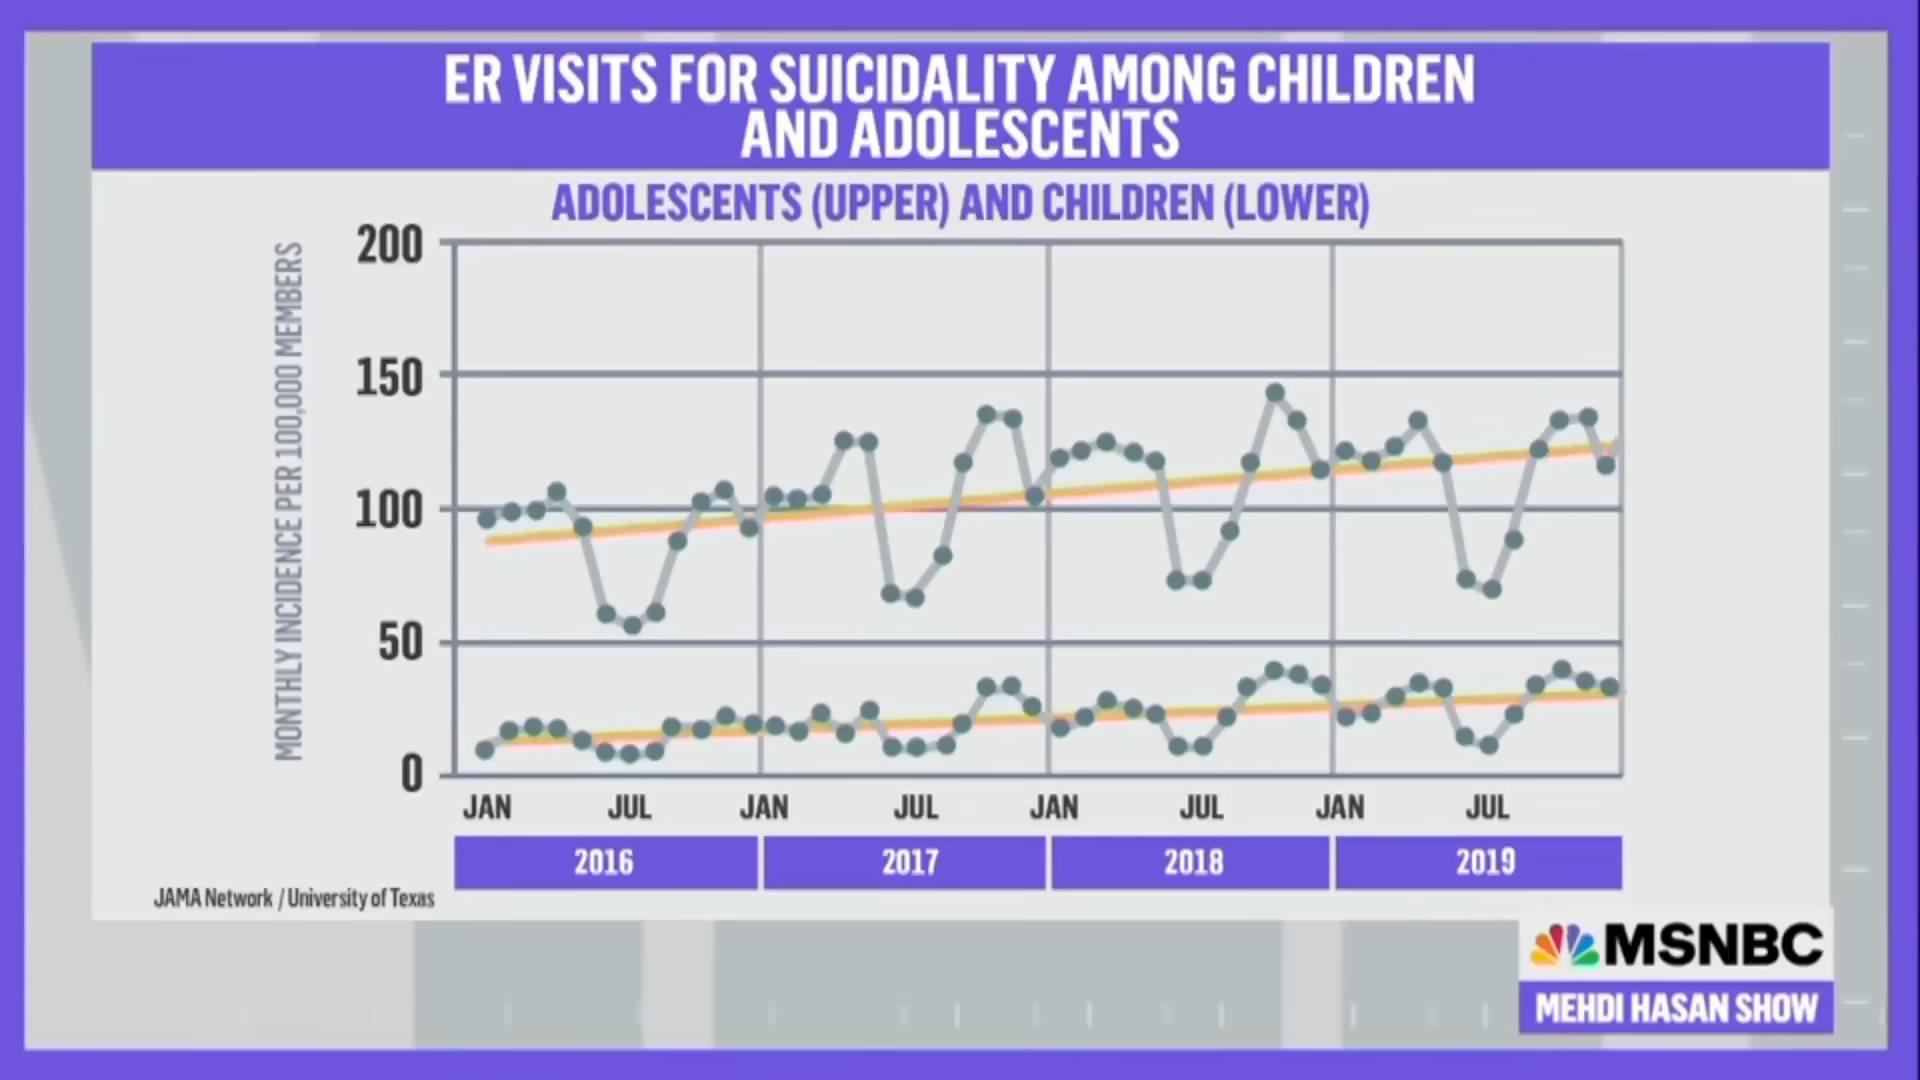 ER VISITS FOR SUICIDALITY AMONG CHILDREN
AND ADOLESCENTS
ADOLESCENTS (UPPER) AND CHILDREN (LOWER)
MONTHLY INCIDENCE PER 100,000 MEMBERS
200
150
100
50
0
JAN JUL JAN JUL JAN JUL JAN JUL
2016 2017 2018 2019
JAMA Network / University of Texas
MSNBC
MEHDI HASAN SHOW